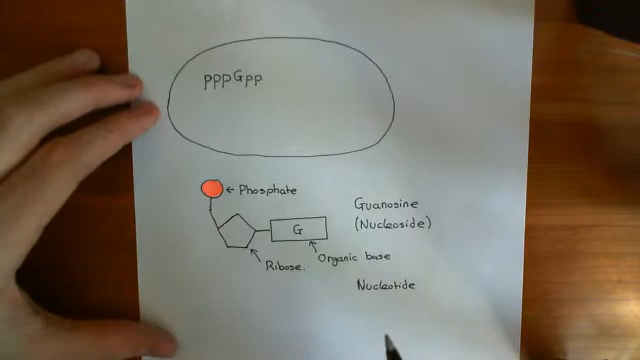 pppGpp
← Phosphate
Guanosine
(Nucleoside)
G
Organic base
Ribose.
Nucleotide